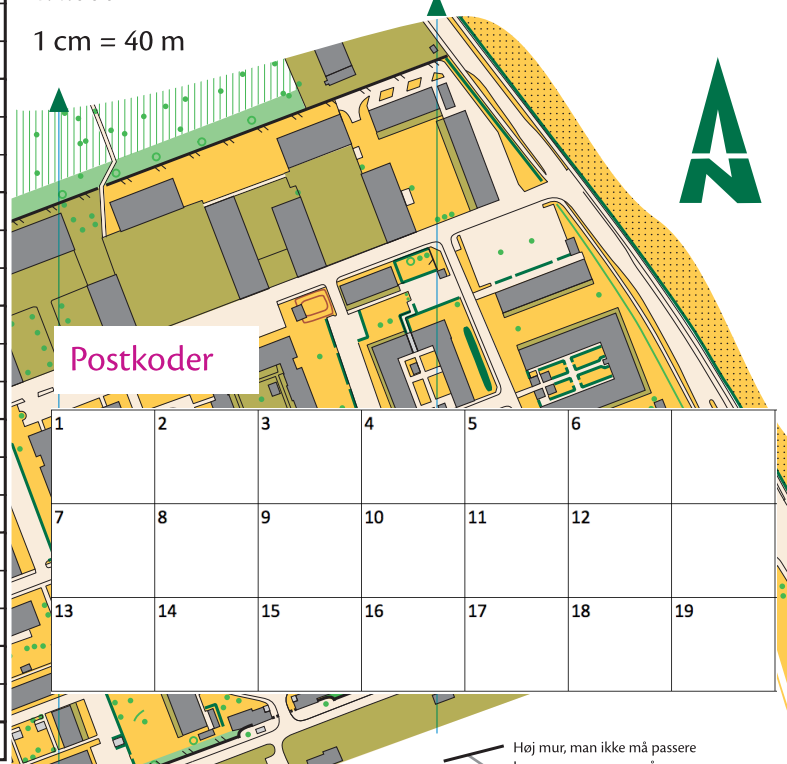 1 cm = 40 m
N
Postkoder
1 2 3 4 5 6
7 8 9 10 11 12
13 14 15 16 17 18 19
Høj mur, man ikke må passere